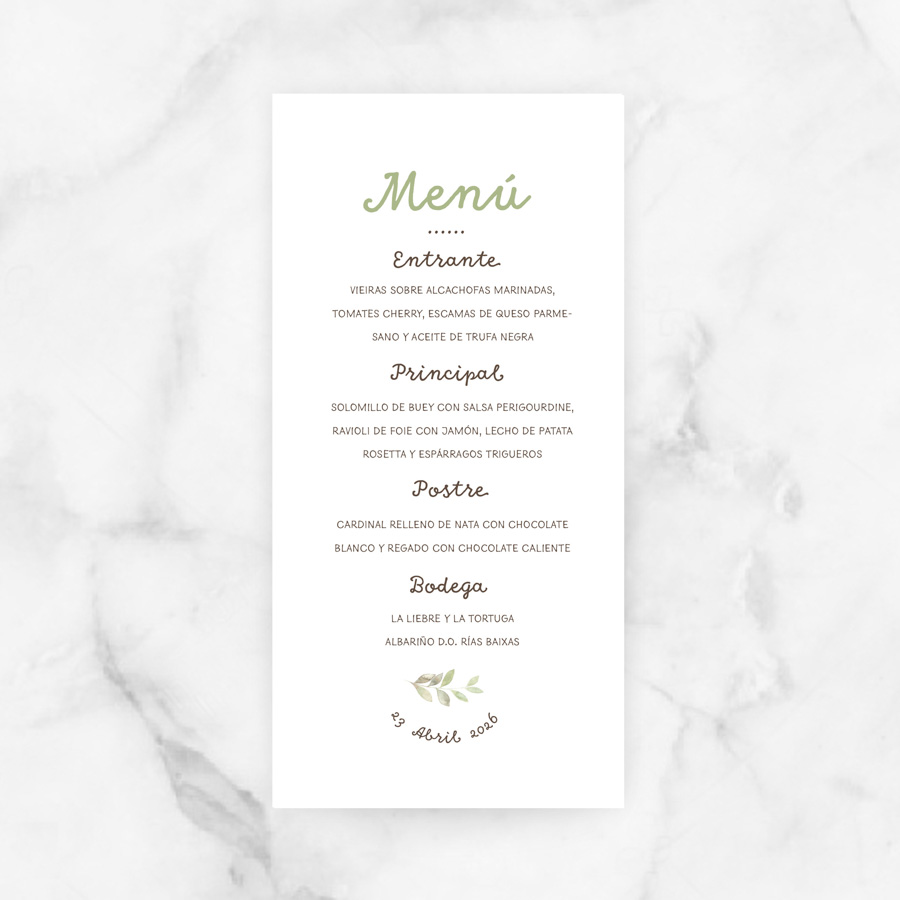 Menú
Entrante
VIEIRAS SOBRE ALCACHOFAS MARINADAS,
TOMATES CHERRY, ESCAMAS DE QUESO PARME-
SANO Y ACEITE DE TRUFA NEGRA
Principal
SOLOMILLO DE BUEY CON SALSA PERIGOURDINE,
RAVIOLI DE FOIE CON JAMÓN, LECHO DE PATATA
ROSETTA Y ESPÁRRAGOS TRIGUEROS
Postre
CARDINAL RELLENO DE NATA CON CHOCOLATE
BLANCO Y REGADO CON CHOCOLATE CALIENTE
Bodega
LA LIEBRE Y LA TORTUGA
ALBARIÑO D.O. RÍAS BAIXAS
23 Abril 2026